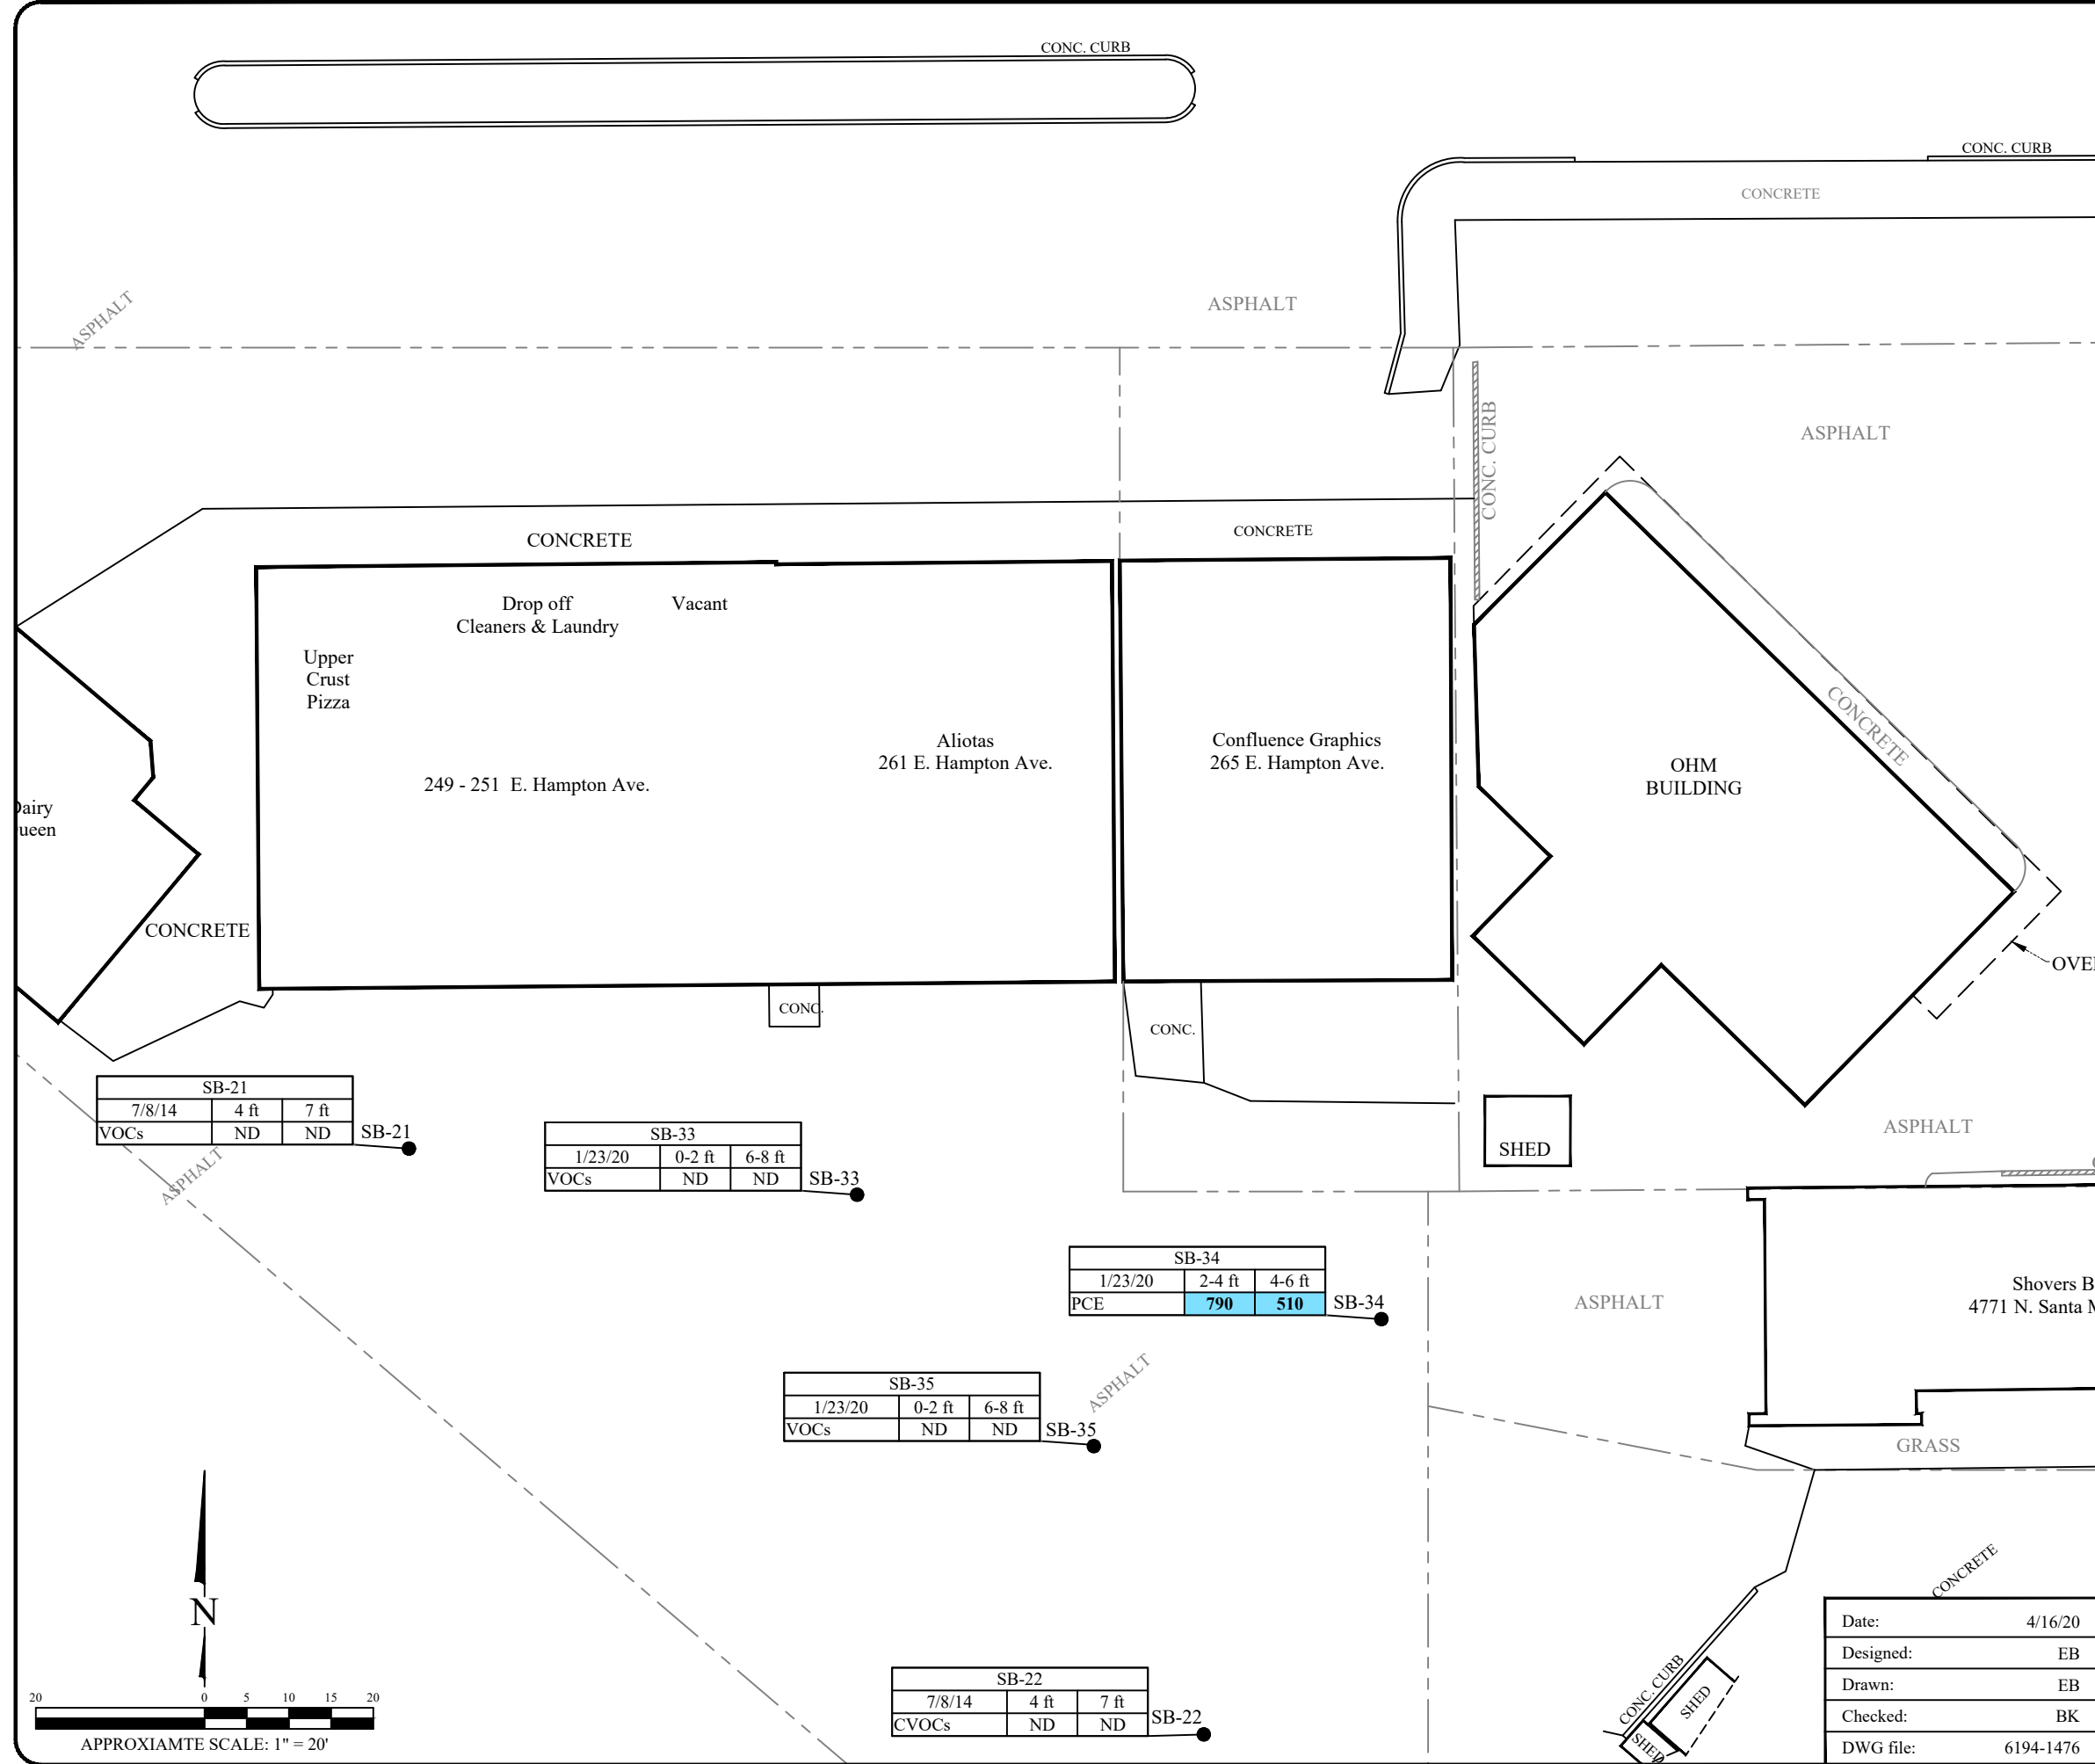 CONC. CURB
CONC. CURB
CONCRETE
ASPHALT
ASPHALT
CONC. CURB
ASPHALT
CONCRETE
CONCRETE
Drop off
Cleaners & Laundry
Vacant
Upper
Crust
Pizza
Aliotas
261 E. Hampton Ave.
249 - 251 E. Hampton Ave.
Confluence Graphics
265 E. Hampton Ave.
OHM
BUILDING
CONCRETE
CONCRETE
CONC.
CONC.
SB-21
7/8/14 4 ft 7 ft
VOCs ND ND
SB-21
ASPHALT
SB-33
1/23/20 0-2 ft 6-8 ft
VOCs ND ND
SB-33
SHED
ASPHALT
SB-34
1/23/20 2-4 ft 4-6 ft
PCE 790 510
SB-34
ASPHALT
Shovers B
4771 N. Santa M
ASPHALT
SB-35
1/23/20 0-2 ft 6-8 ft
VOCs ND ND
SB-35
GRASS
CONCRETE
N
20 0 5 10 15 20
APPROXIAMTE SCALE: 1" = 20'
SB-22
7/8/14 4 ft 7 ft
CVOCs ND ND
SB-22
CONC. CURB
SHED
SHED
Date: 4/16/20
Designed: EB
Drawn: EB
Checked: BK
DWG file: 6194-1476